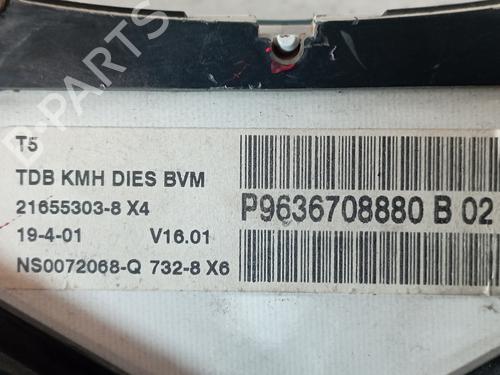 T5
TDB KMH DIES BVM
21655303-8 X4
19-4-01 V16.01
NS0072068-Q 732-8 X6
P9636708880 B 02
B-PARTS